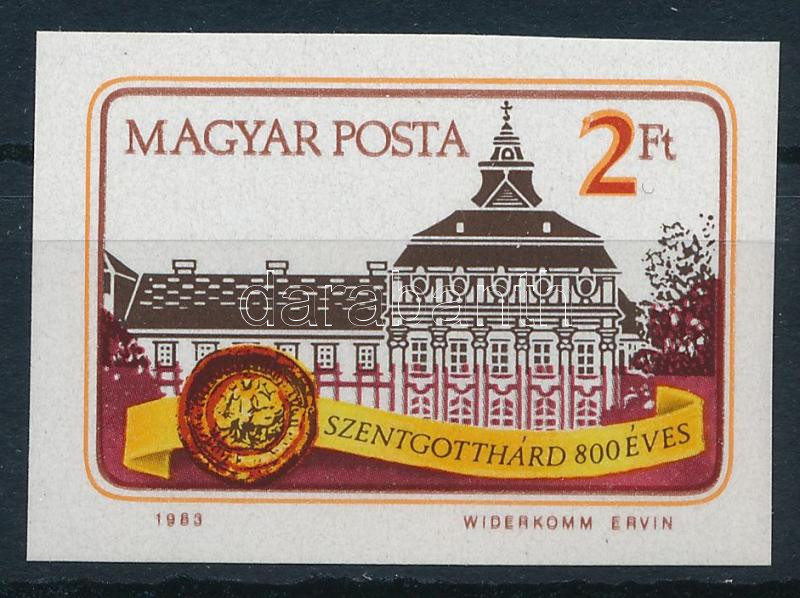 MAGYAR POSTA
2Ft
darabanth
SZENTGOTTHÁRD 800 ÉVES
1983
WIDERKOMM ERVIN